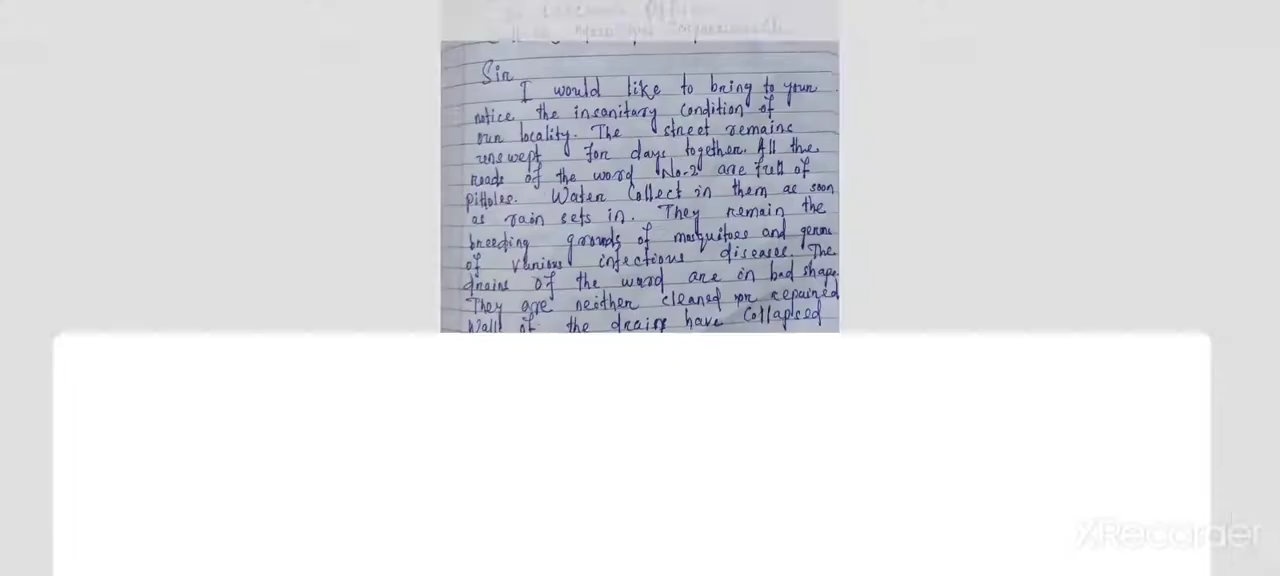 Sir
I would like to bring to your
notice the insanitary condition of
our locality. The street remains
unswept for days together. All the
roads of the word No-2 are full of
pitholes. Water Collect in them as soon
as rain sets in. They remain the
breeding grounds of mosquitoes and germs
of various infectious diseases. The
drains of the ward are in bad shape.
They are neither cleaned nor repaired
Wall of the drains have collapsed
XRecorder